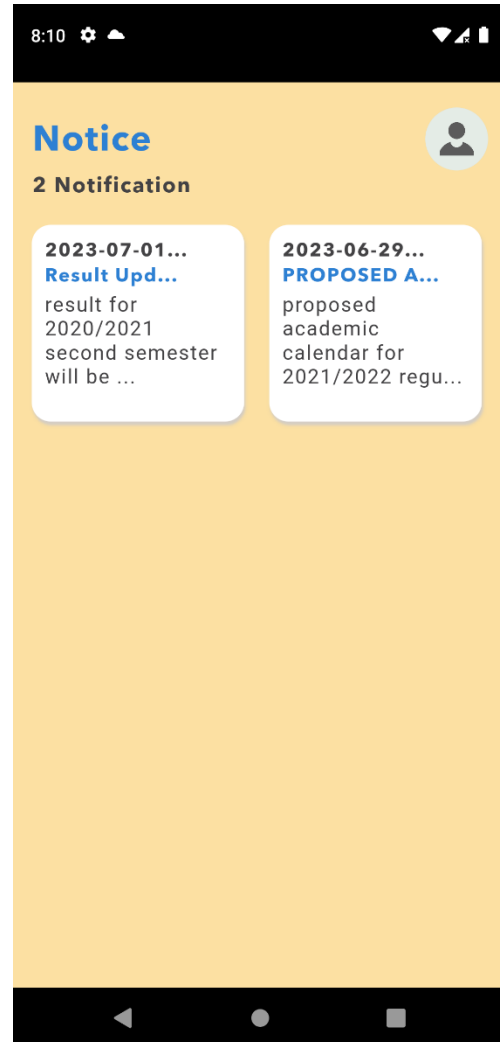 8:10
Notice
2 Notification
2023-07-01...
Result Upd...
result for
2020/2021
second semester
will be ...
2023-06-29...
PROPOSED A...
proposed
academic
calendar for
2021/2022 regu...